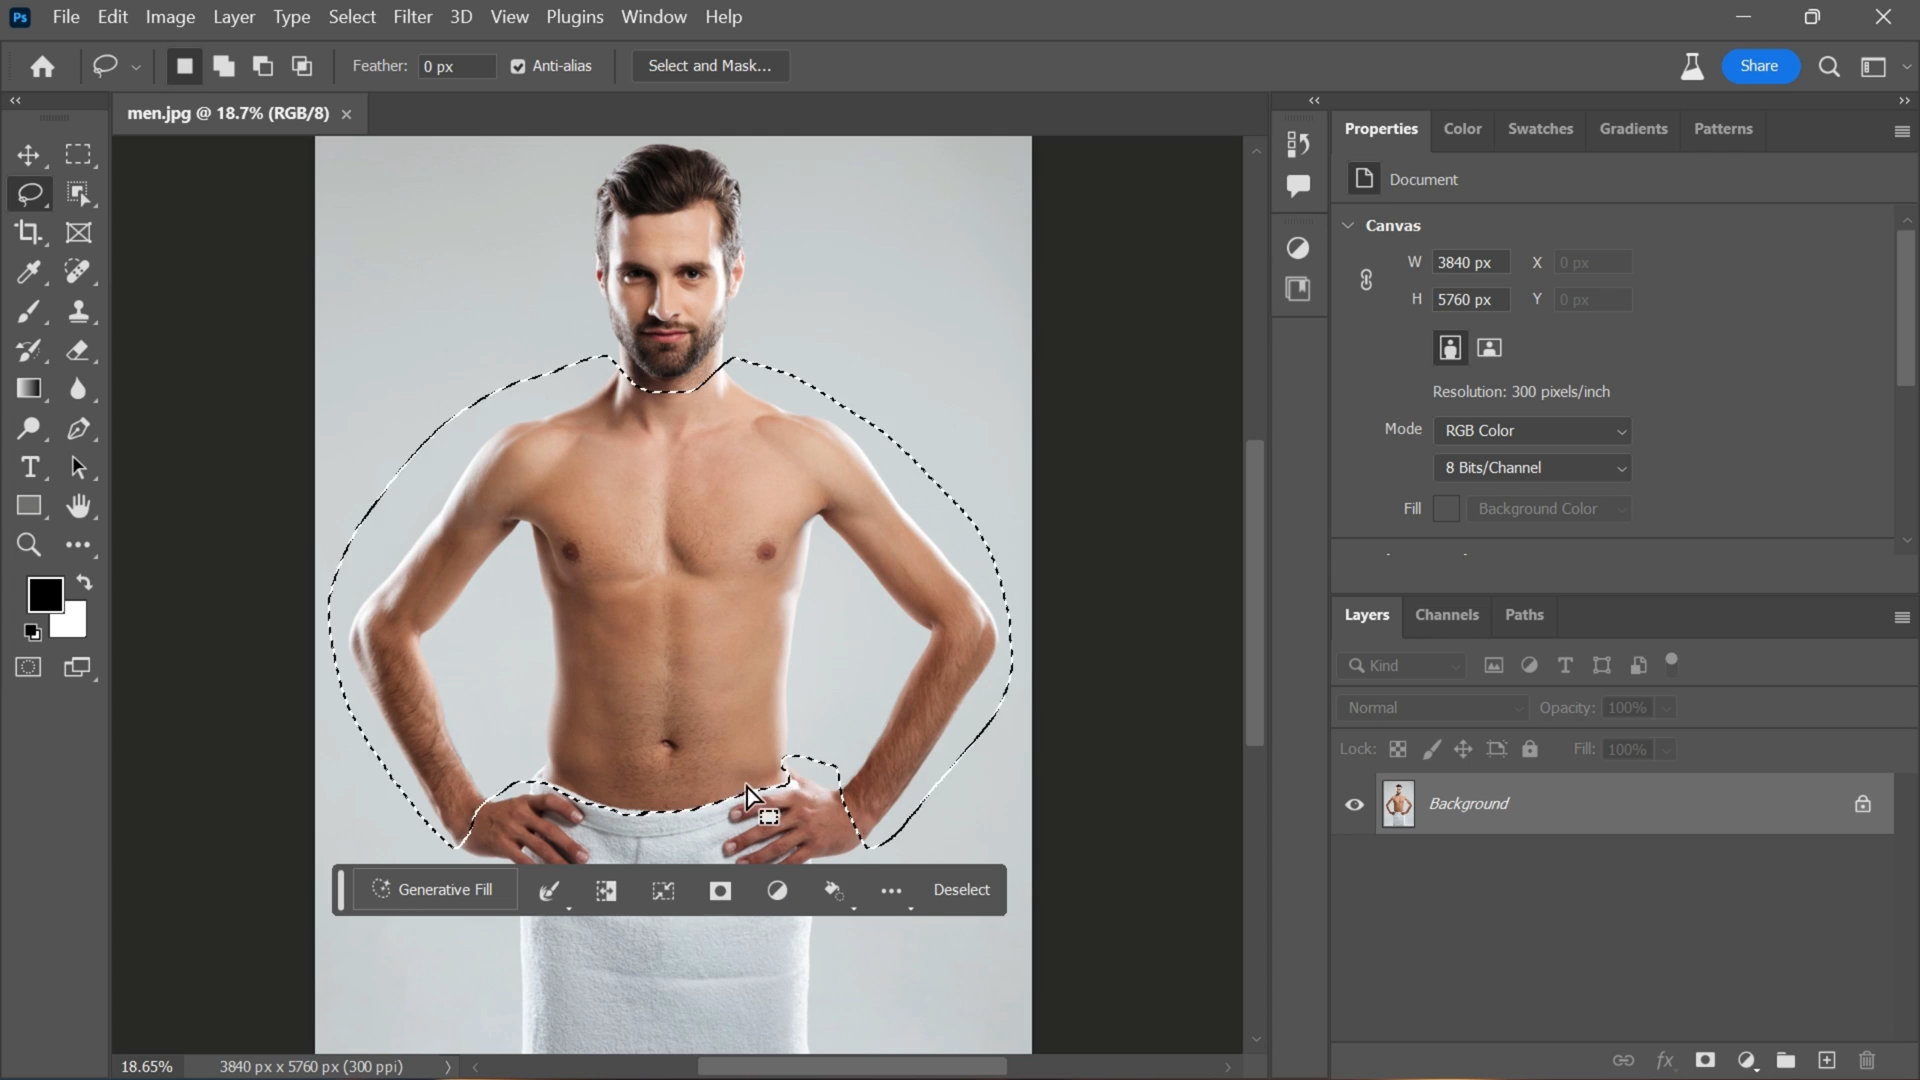 Ps File Edit Image Layer Type Select Filter 3D View Plugins Window Help
Feather: 0 px Anti-alias Select and Mask... Share
men.jpg @ 18.7% (RGB/8)
Properties Color Swatches Gradients Patterns
Document
Canvas
W 3840 px X 0 px
H 5760 px Y 0 px
Resolution: 300 pixels/inch
Mode RGB Color
8 Bits/Channel
Fill Background Color
Layers Channels Paths
Kind
Normal Opacity: 100%
Lock: Fill: 100%
Background
Generative Fill Deselect
18.65% 3840 px x 5760 px (300 ppi)